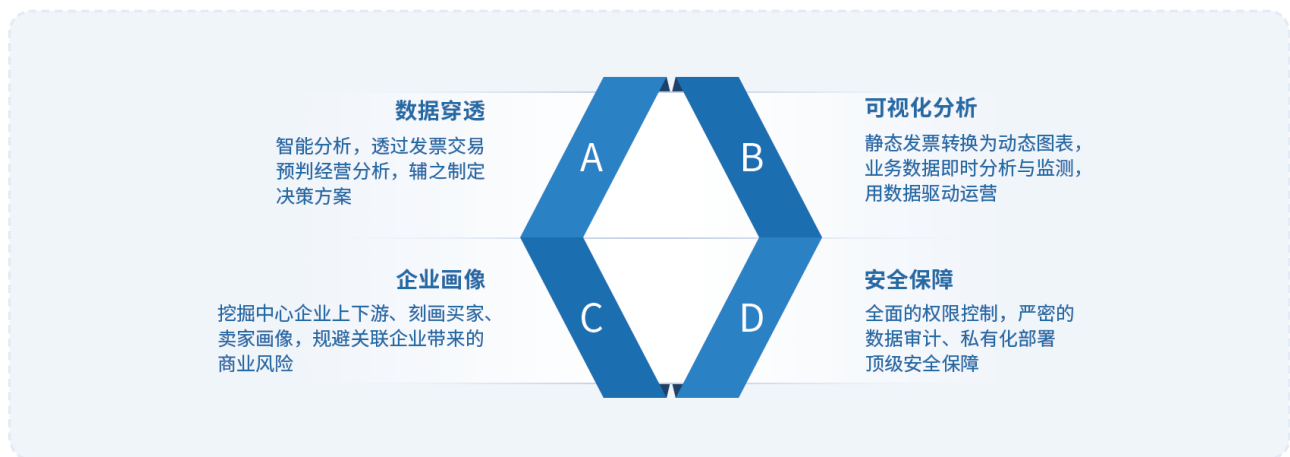 数据穿透
智能分析，透过发票交易
预判经营分析，辅之制定
决策方案
A
B
可视化分析
静态发票转换为动态图表，
业务数据即时分析与监测，
用数据驱动运营
企业画像
挖掘中心企业上下游、刻画买家、
卖家画像，规避关联企业带来的
商业风险
C
D
安全保障
全面的权限控制，严密的
数据审计、私有化部署
顶级安全保障